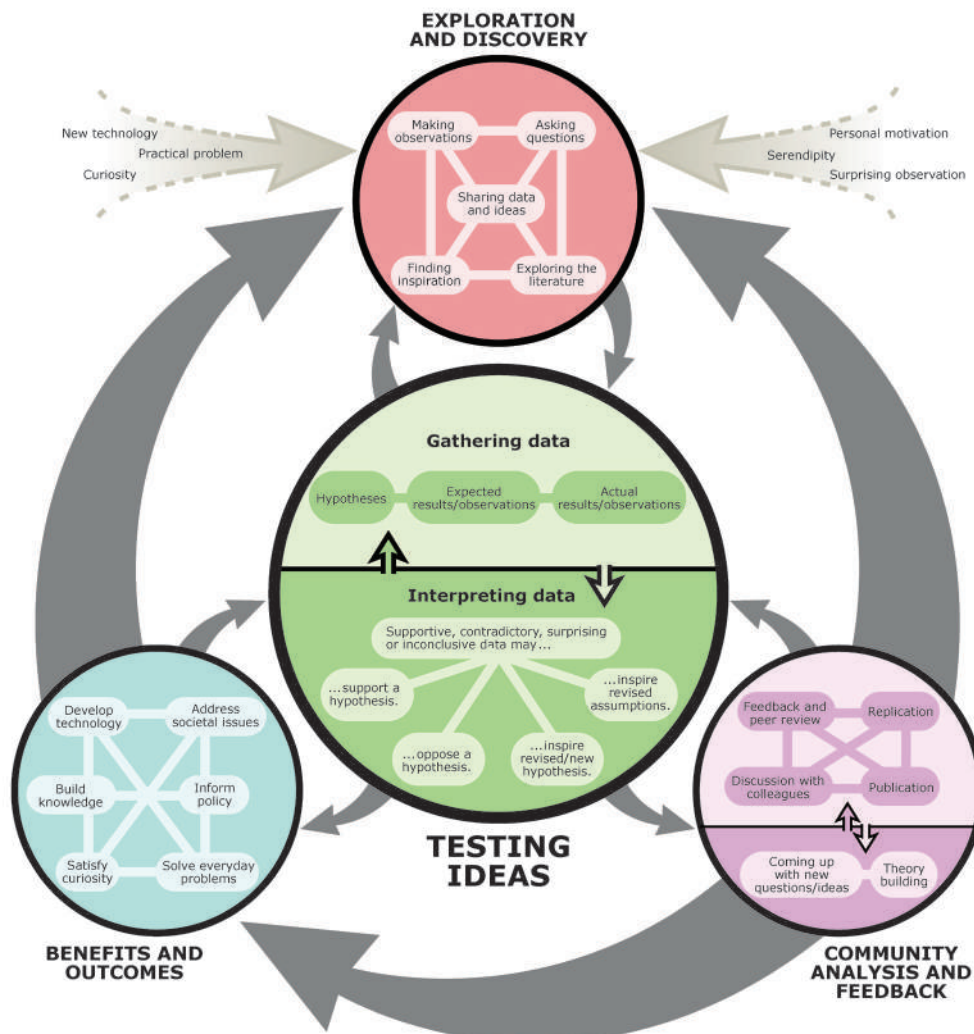 EXPLORATION
AND DISCOVERY
New technology
Practical problem
Curiosity
Personal motivation
Serendipity
Surprising observation
Making
observations
Asking
questions
Sharing data
and ideas
Finding
inspiration
Exploring the
literature
Gathering data
Hypotheses
Expected
results/observations
Actual
results/observations
Interpreting data
Supportive, contradictory, surprising
or inconclusive data may...
...support a
hypothesis.
...oppose a
hypothesis.
...inspire
revised/new
hypothesis.
...inspire
revised
assumptions.
TESTING
IDEAS
Develop
technology
Address
societal issues
Build
knowledge
Inform
policy
Satisfy
curiosity
Solve everyday
problems
BENEFITS AND
OUTCOMES
Feedback and
peer review
Replication
Discussion with
colleagues
Publication
Coming up
with new
questions/ideas
Theory
building
COMMUNITY
ANALYSIS AND
FEEDBACK